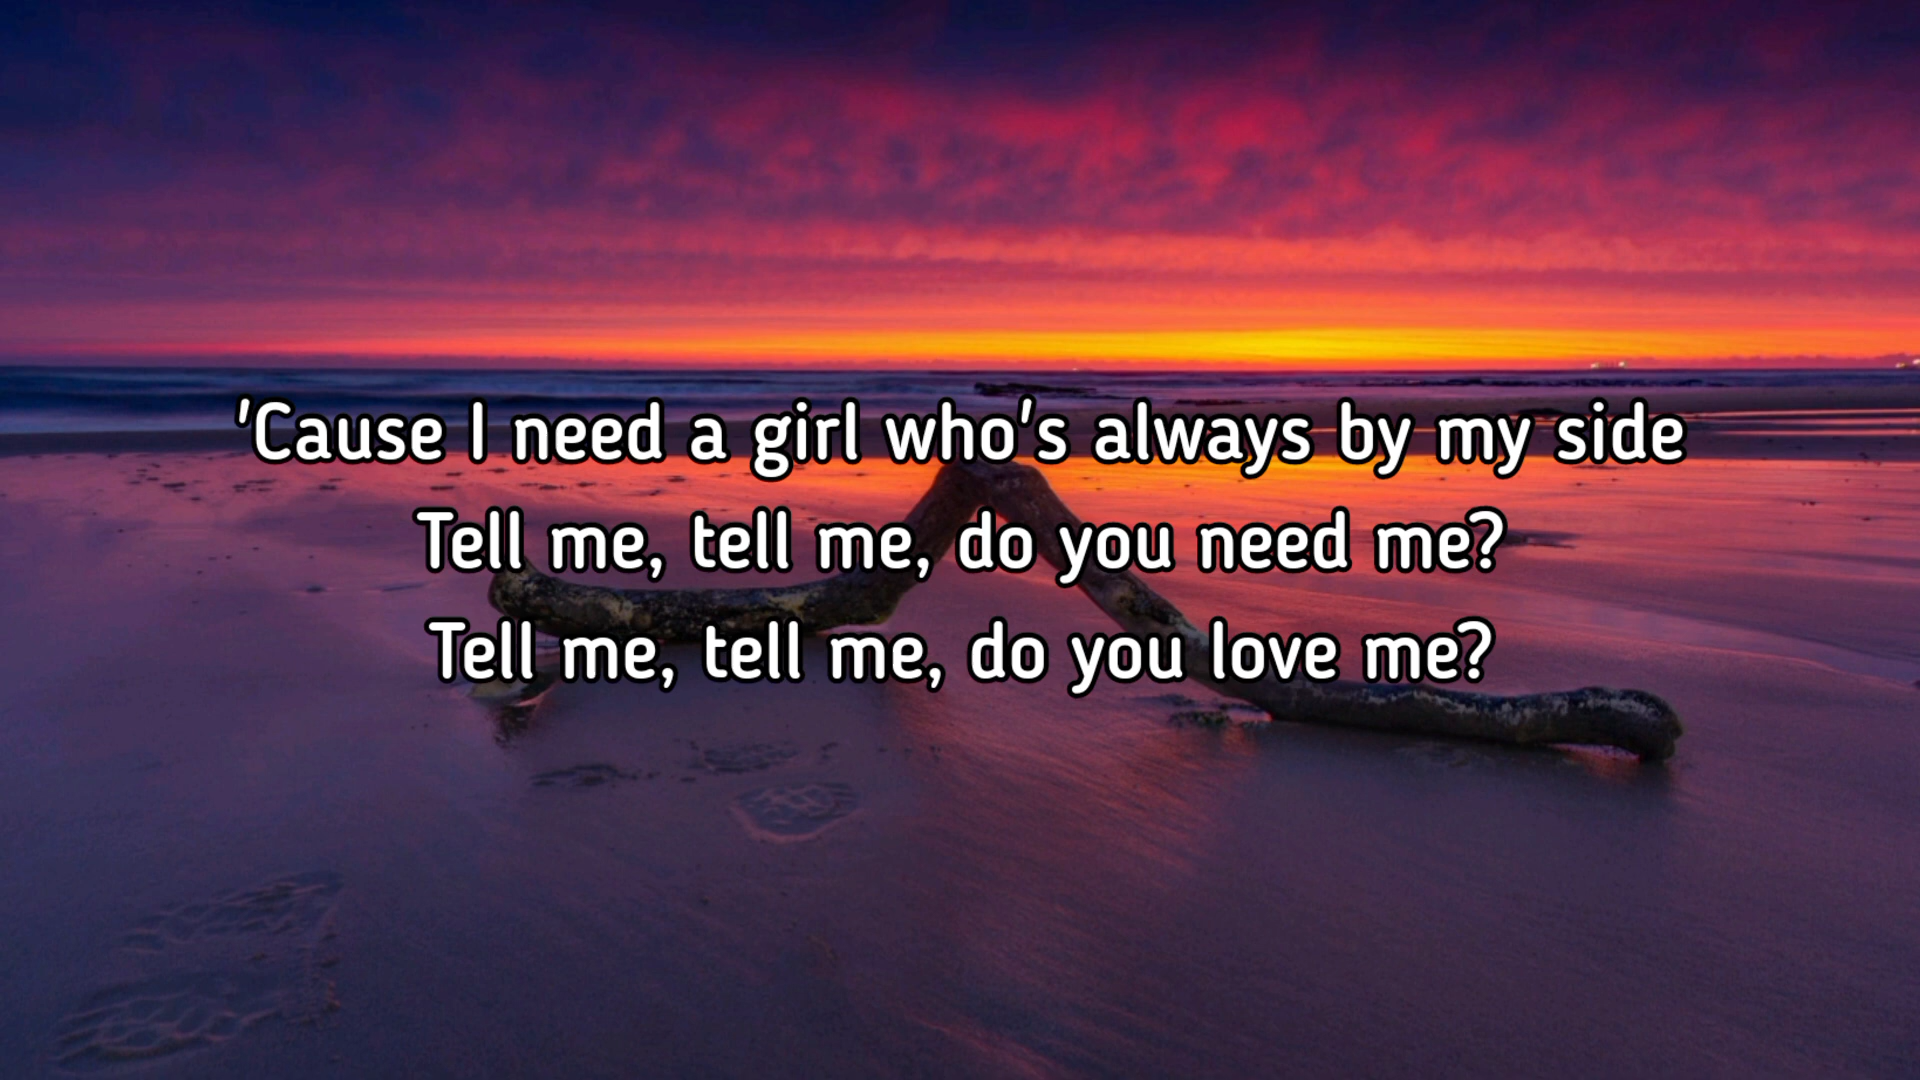 'Cause I need a girl who's always by my side
Tell me, tell me, do you need me?
Tell me, tell me, do you love me?